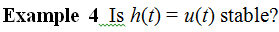 Example 4 Is h(t) = u(t) stable?